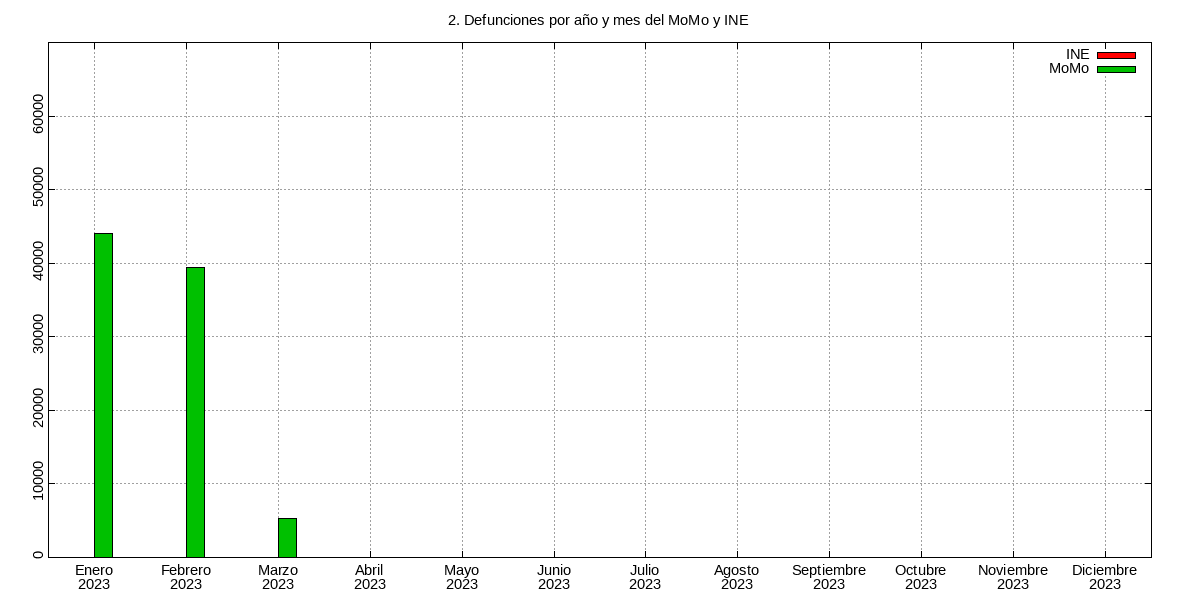 2. Defunciones por año y mes del MoMo y INE
INE
MoMo
60000
50000
40000
30000
20000
10000
0
Enero Febrero Marzo Abril Mayo Junio Julio Agosto Septiembre Octubre Noviembre Diciembre
2023 2023 2023 2023 2023 2023 2023 2023 2023 2023 2023 2023